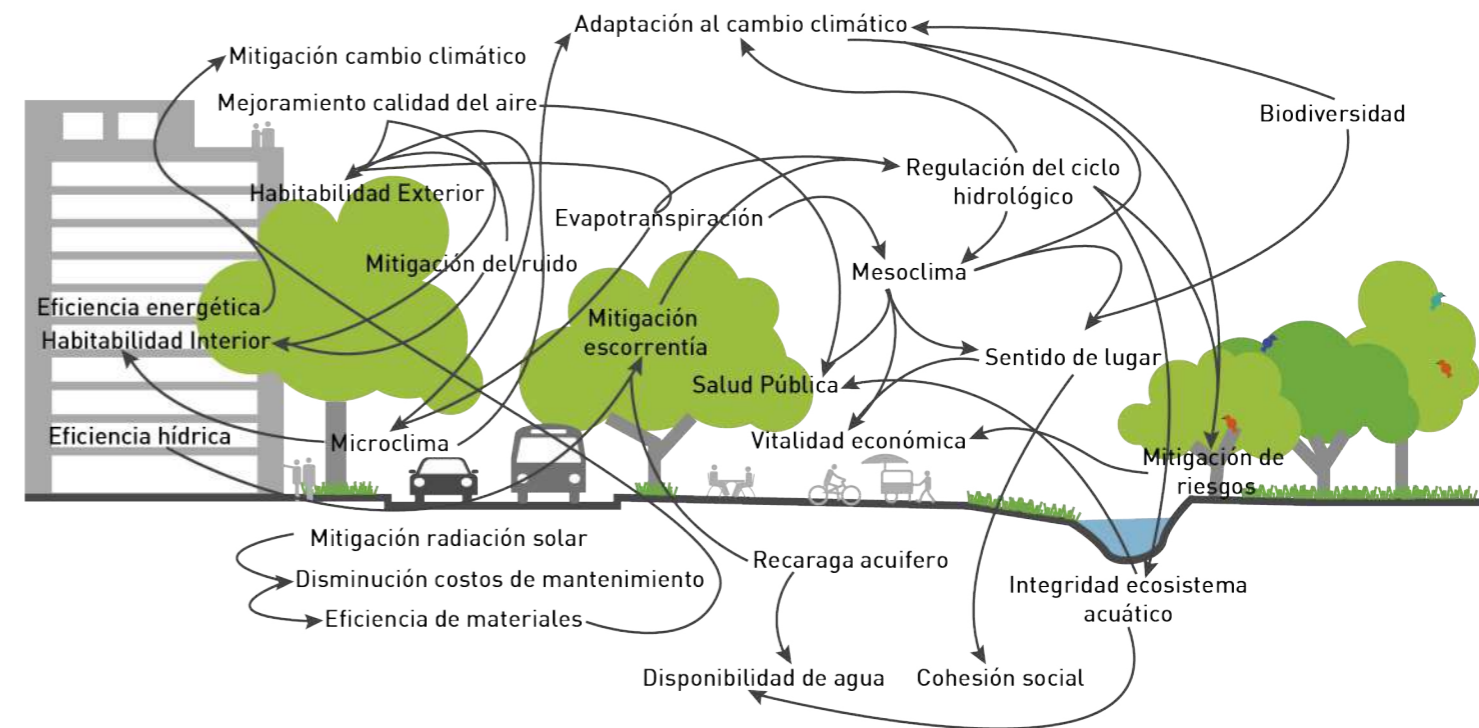 Adaptación al cambio climático
Mitigación cambio climático
Mejoramiento calidad del aire
Biodiversidad
Habitabilidad Exterior
Regulación del ciclo
hidrológico
Evapotranspiración
Mitigación del ruido
Mesoclima
Eficiencia energética
Habitabilidad Interior
Mitigación
escorrentía
Sentido de lugar
Salud Pública
Eficiencia hídrica
Microclima
Vitalidad económica
Mitigación de
riesgos
Mitigación radiación solar
Disminución costos de mantenimiento
Eficiencia de materiales
Recaraga acuifero
Integridad ecosistema
acuático
Disponibilidad de agua
Cohesión social